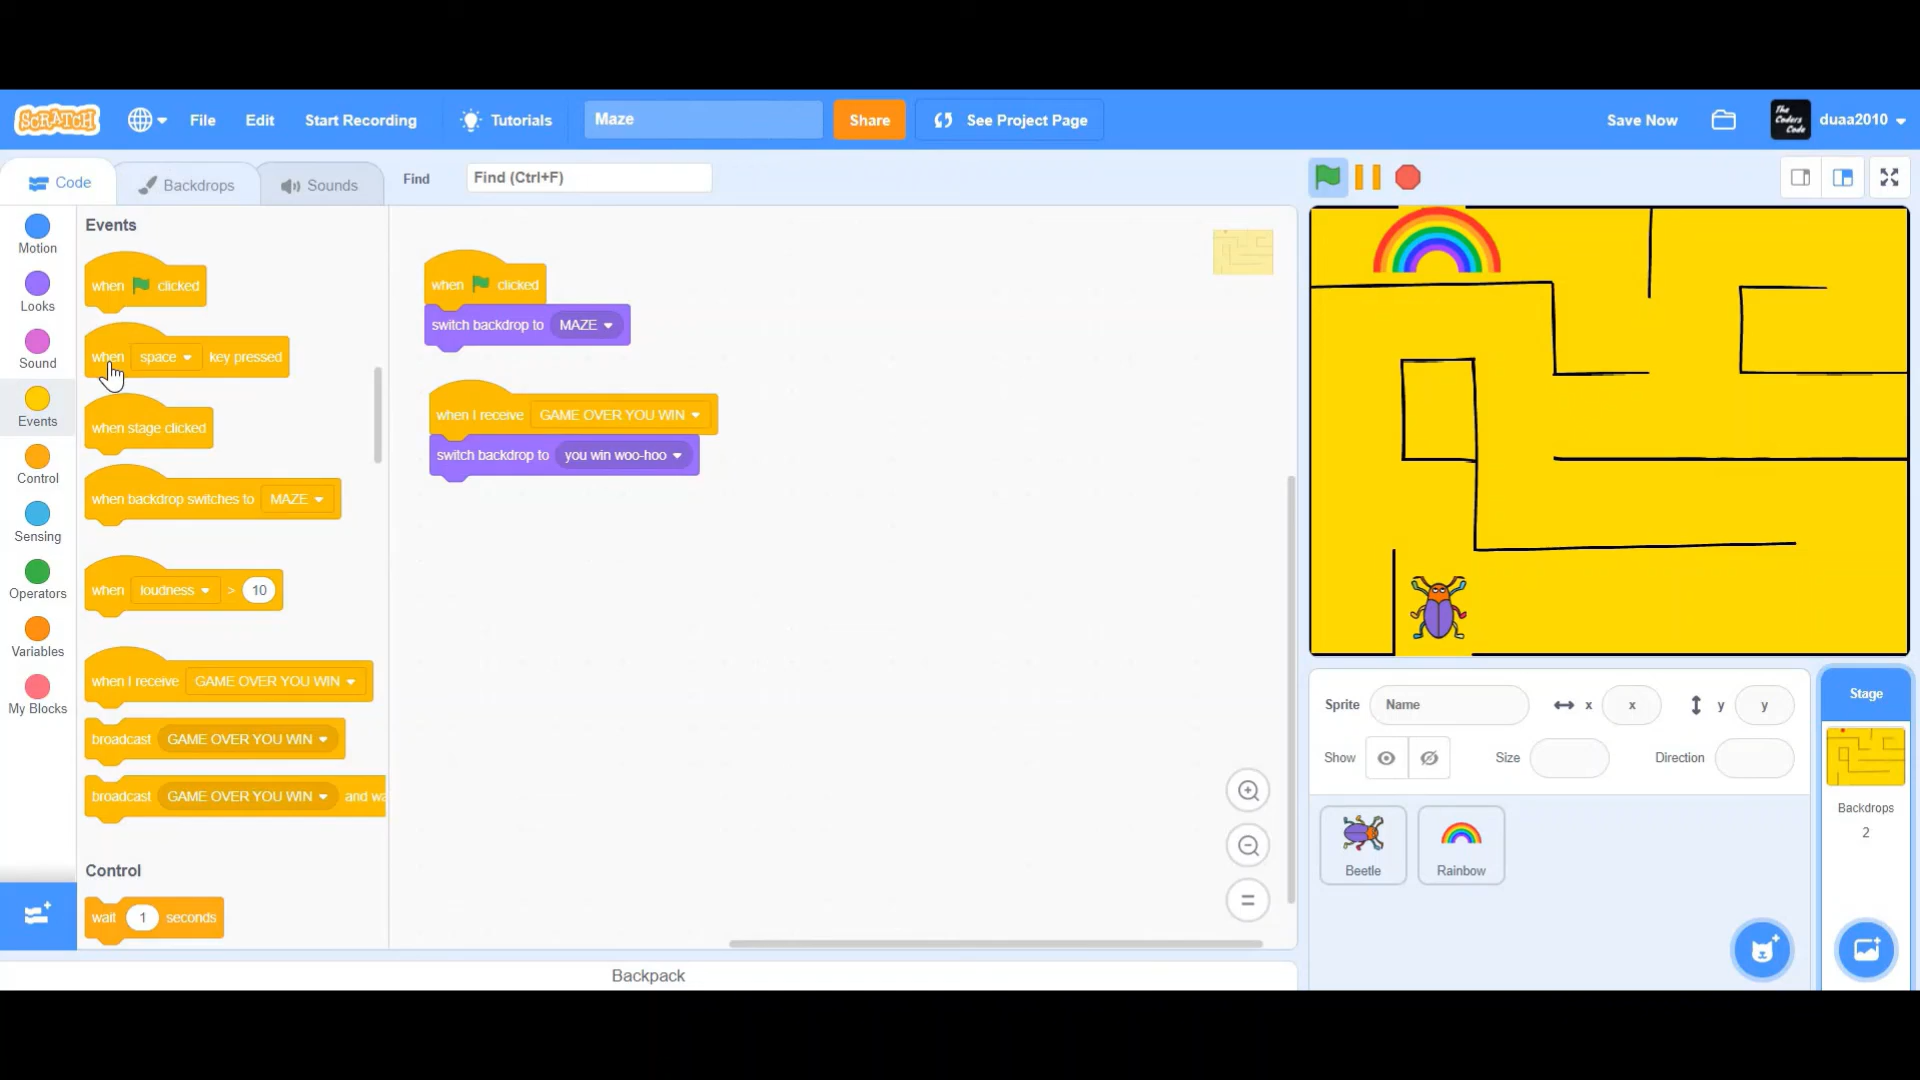 SCRATCH File Edit Start Recording Tutorials Maze Share See Project Page Save Now The Coders Code duaa2010
Code Backdrops Sounds Find Find (Ctrl+F)
Motion
Looks
Sound
Events
Control
Sensing
Operators
Variables
My Blocks
Events
when clicked
when space key pressed
when stage clicked
when backdrop switches to MAZE
when loudness > 10
when I receive GAME OVER YOU WIN
broadcast GAME OVER YOU WIN
broadcast GAME OVER YOU WIN and wa
Control
wait 1 seconds
when clicked
switch backdrop to MAZE
when I receive GAME OVER YOU WIN
switch backdrop to you win woo-hoo
Sprite Name x x y y
Show Size Direction
Beetle Rainbow
Stage
Backdrops
2
Backpack